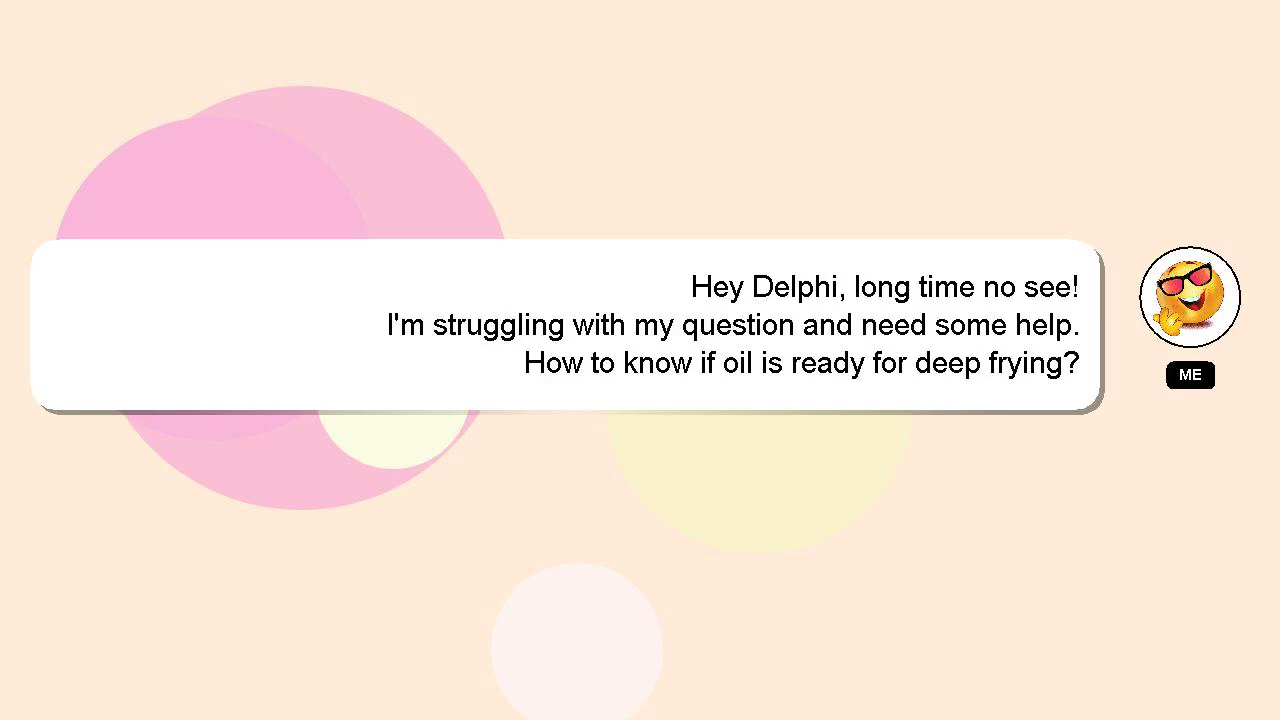 Hey Delphi, long time no see!
I'm struggling with my question and need some help.
How to know if oil is ready for deep frying?
ME